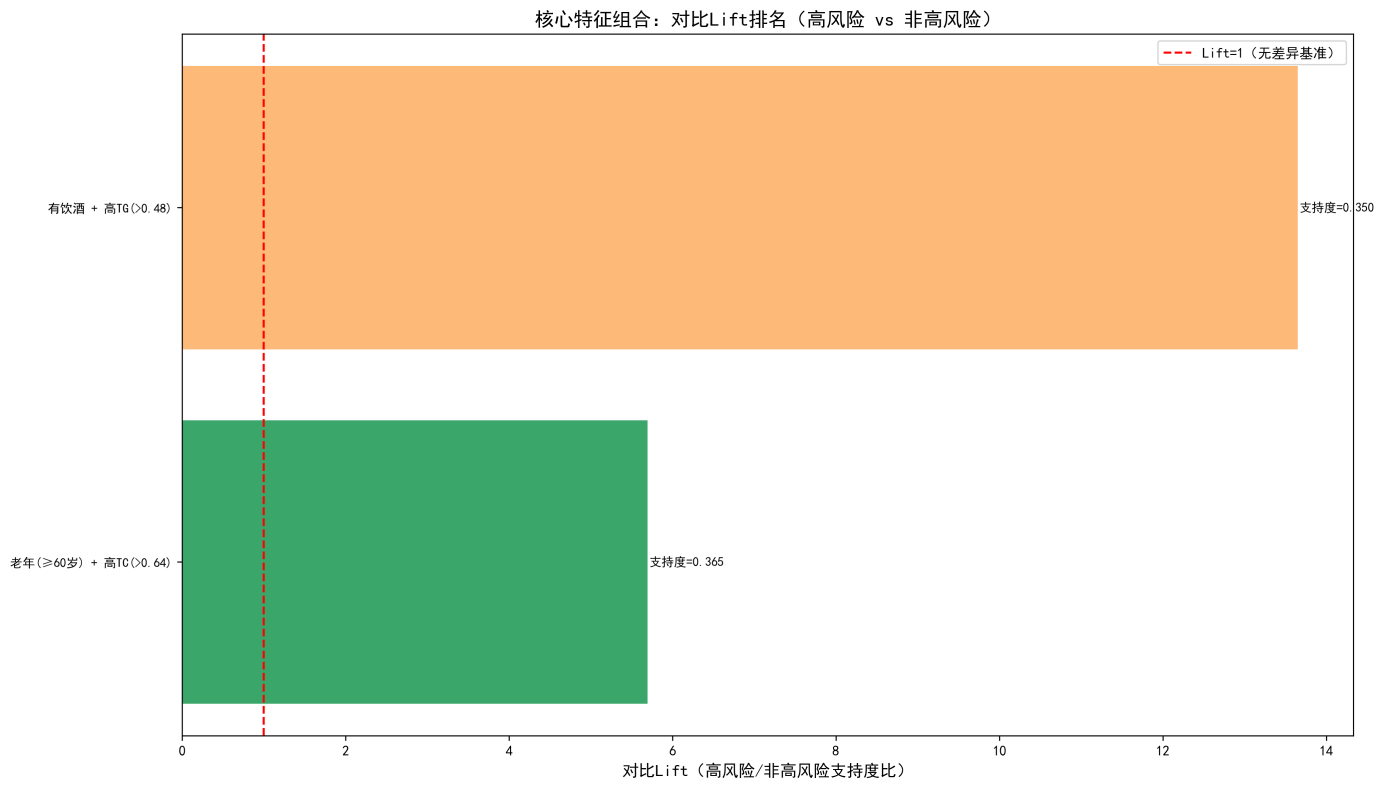 核心特征组合：对比Lift排名（高风险 vs 非高风险）
Lift=1（无差异基准）
有饮酒 + 高TG(>0.48)
支持度=0.350
老年(≥60岁) + 高TC(>0.64)
支持度=0.365
0 2 4 6 8 10 12 14
对比Lift（高风险/非高风险支持度比）